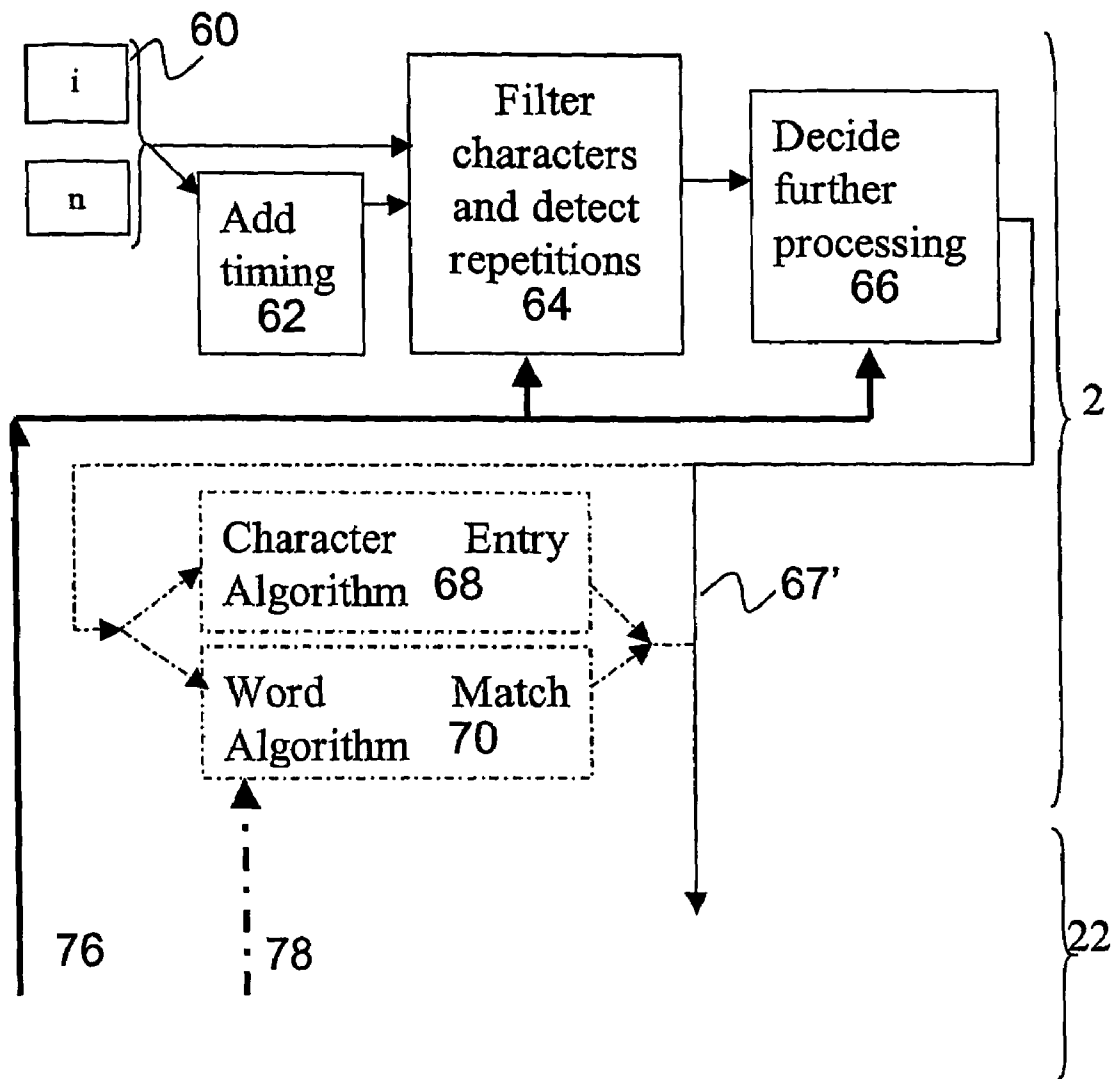 60
i
n
Add
timing
62
Filter
characters
and detect
repetitions
64
Decide
further
processing
66
2
Character Entry
Algorithm 68
67’
Word Match
Algorithm 70
76
78
22